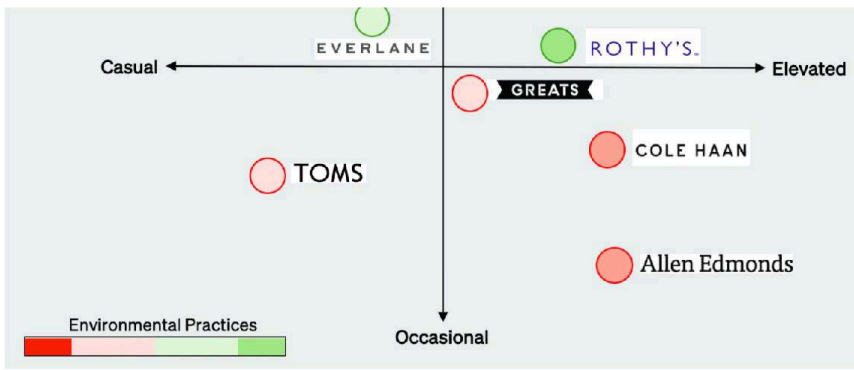 EVERLANE
ROTHY'S
Casual
Elevated
GREATS
COLE HAAN
TOMS
Allen Edmonds
Environmental Practices
Occasional